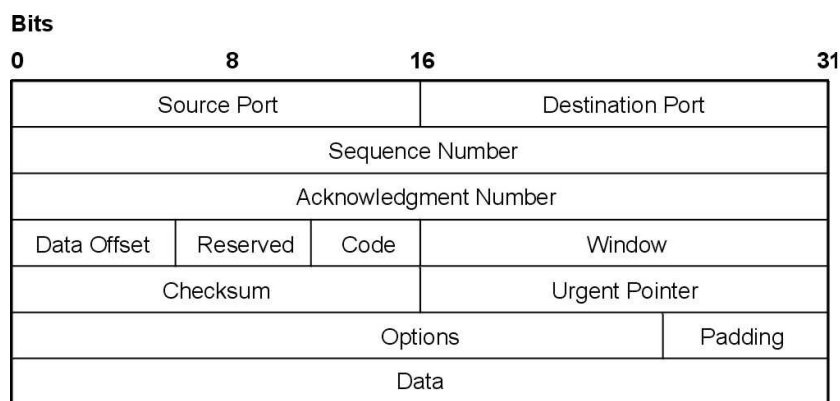 Bits
0 8 16 31
Source Port Destination Port
Sequence Number
Acknowledgment Number
Data Offset Reserved Code Window
Checksum Urgent Pointer
Options Padding
Data